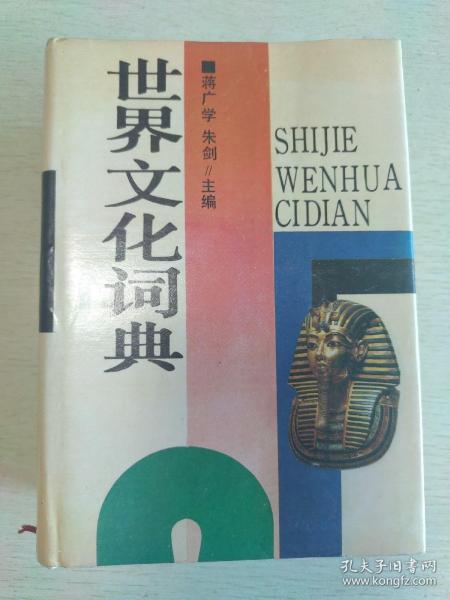 世界文化词典
■蒋广学 朱剑//主编
SHIJIE
WENHUA
CIDIAN
孔夫子旧书网
www.kongfz.com